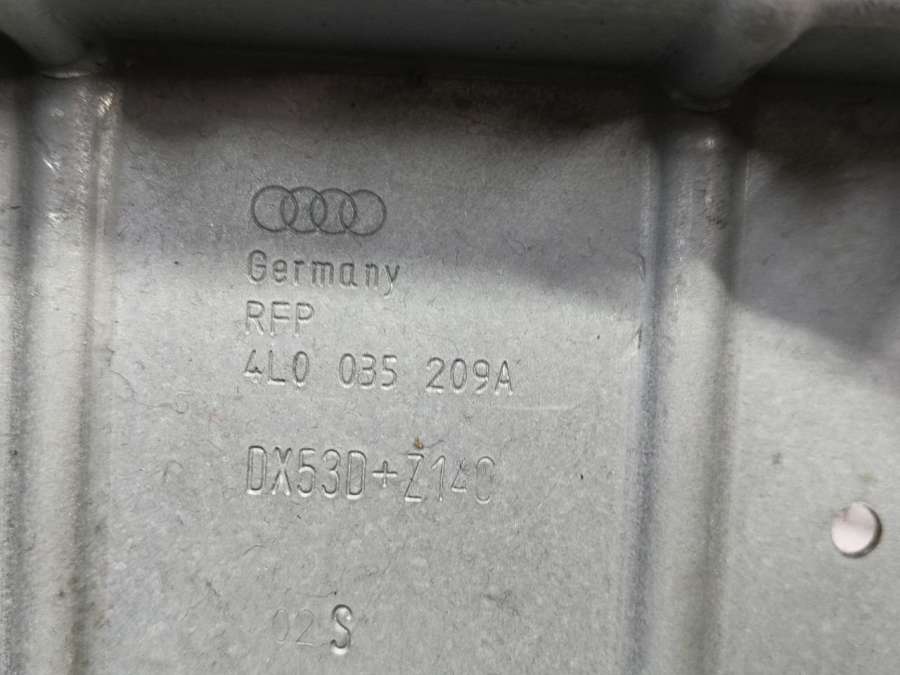 Germany
RFP
4L0 035 209A
DX53D+Z140
02 S